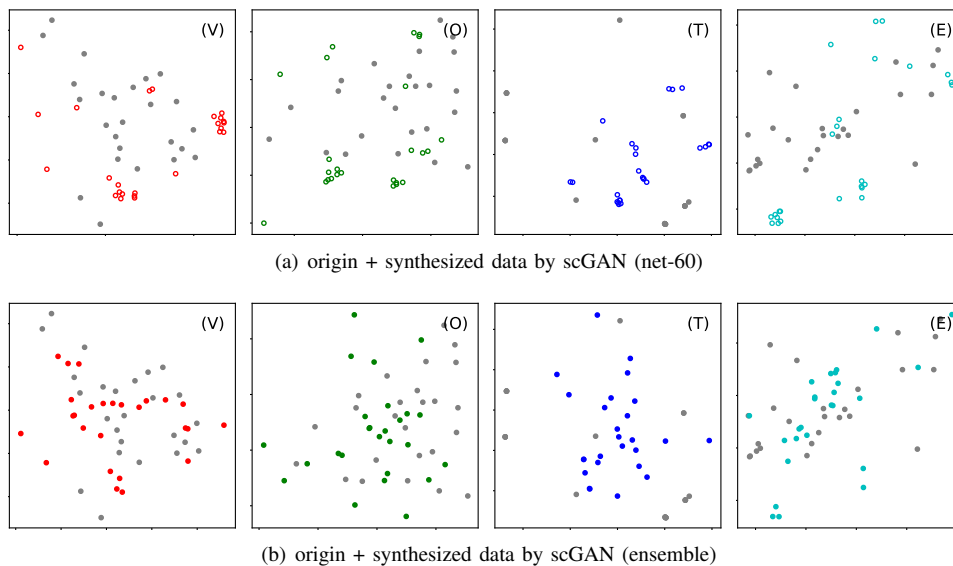 (V) (O) (T) (E)
(a) origin + synthesized data by scGAN (net-60)
(V) (O) (T) (E)
(b) origin + synthesized data by scGAN (ensemble)